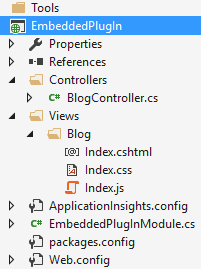 Tools
EmbeddedPlugIn
Properties
References
Controllers
C# BlogController.cs
Views
Blog
[@] Index.cshtml
Index.css
Index.js
ApplicationInsights.config
C# EmbeddedPlugInModule.cs
packages.config
Web.config